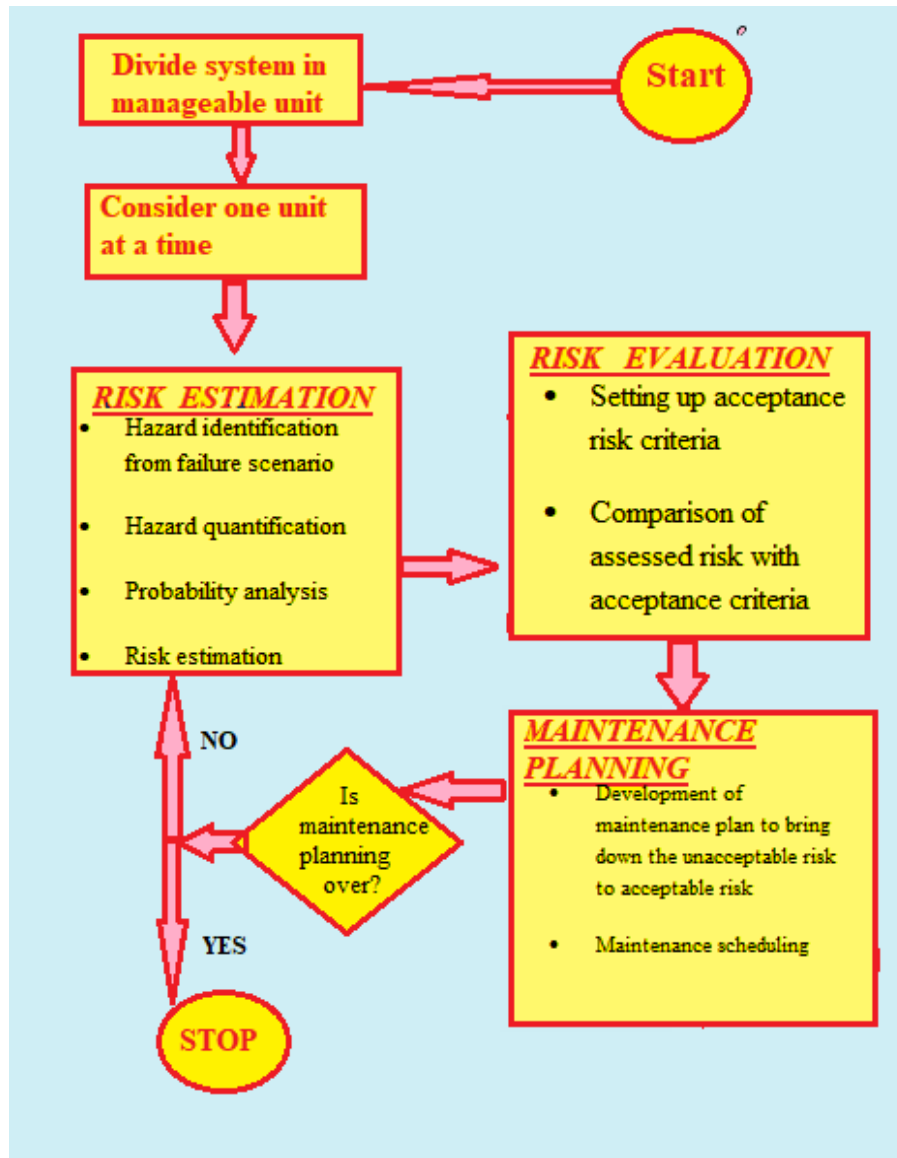 Start
Divide system in
manageable unit
Consider one unit
at a time
RISK ESTIMATION
• Hazard identification
from failure scenario
• Hazard quantification
• Probability analysis
• Risk estimation
RISK EVALUATION
• Setting up acceptance
risk criteria
• Comparison of
assessed risk with
acceptance criteria
MAINTENANCE
PLANNING
• Development of
maintenance plan to bring
down the unacceptable risk
to acceptable risk
• Maintenance scheduling
Is
maintenance
planning
over?
NO
YES
STOP